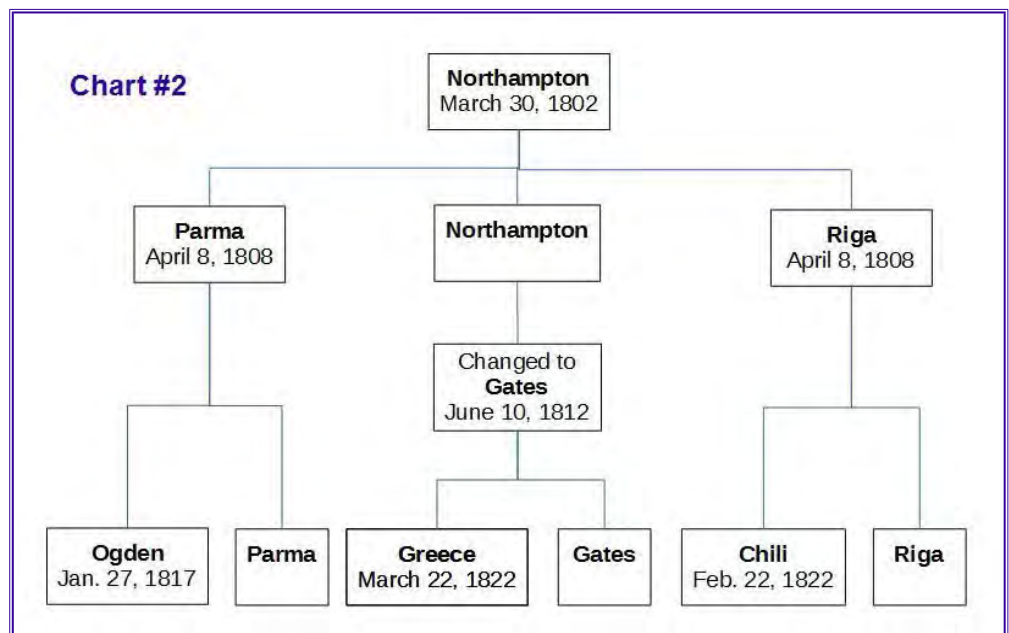 Chart #2
Northampton
March 30, 1802
Parma
April 8, 1808
Northampton
Riga
April 8, 1808
Changed to
Gates
June 10, 1812
Ogden
Jan. 27, 1817
Parma
Greece
March 22, 1822
Gates
Chili
Feb. 22, 1822
Riga